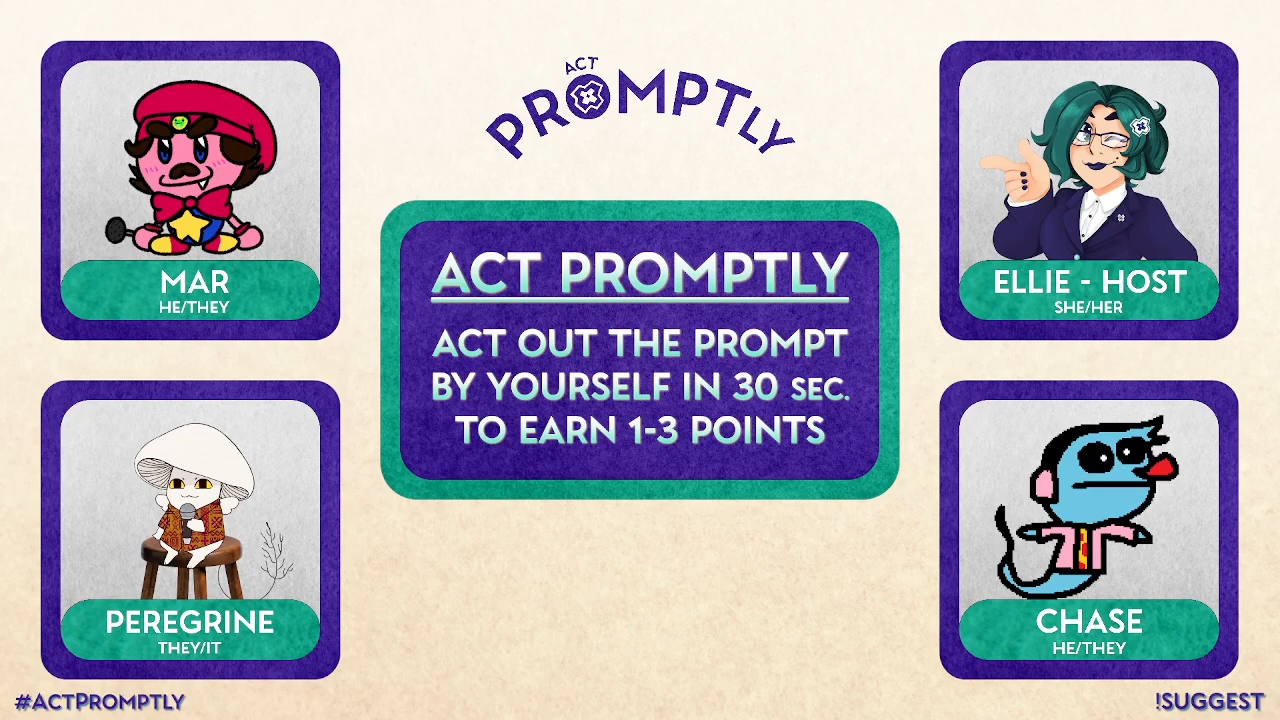 ACT
PROMPTLY
MAR
HE/THEY
ELLIE - HOST
SHE/HER
ACT PROMPTLY
ACT OUT THE PROMPT
BY YOURSELF IN 30 SEC.
TO EARN 1-3 POINTS
PEREGRINE
THEY/IT
CHASE
HE/THEY
#ACTPROMPTLY
!SUGGEST